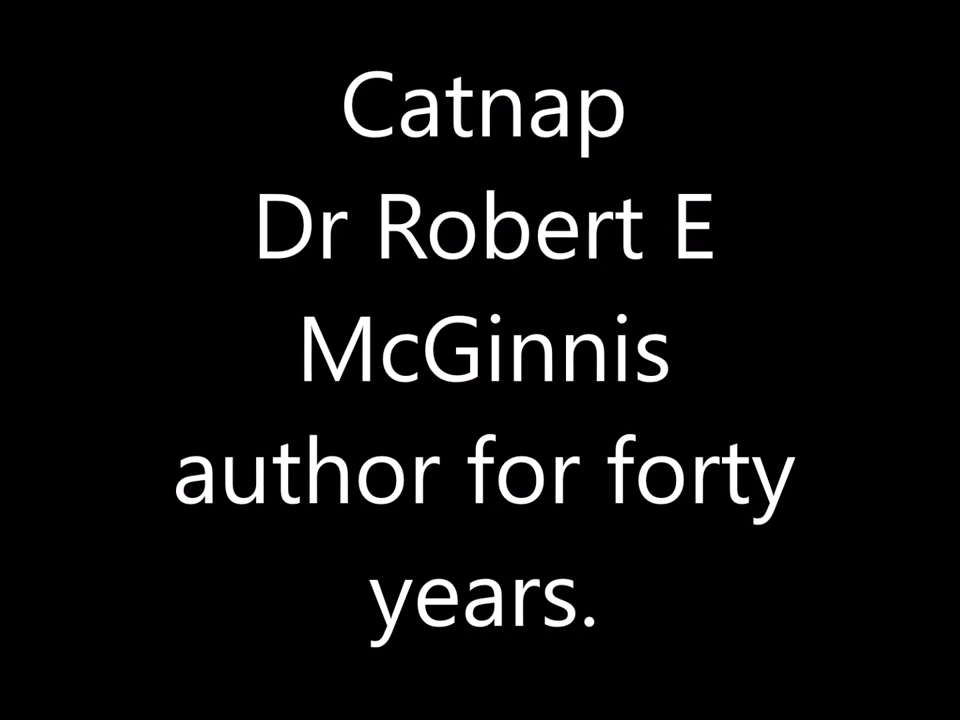 Catnap
Dr Robert E
McGinnis
author for forty
years.